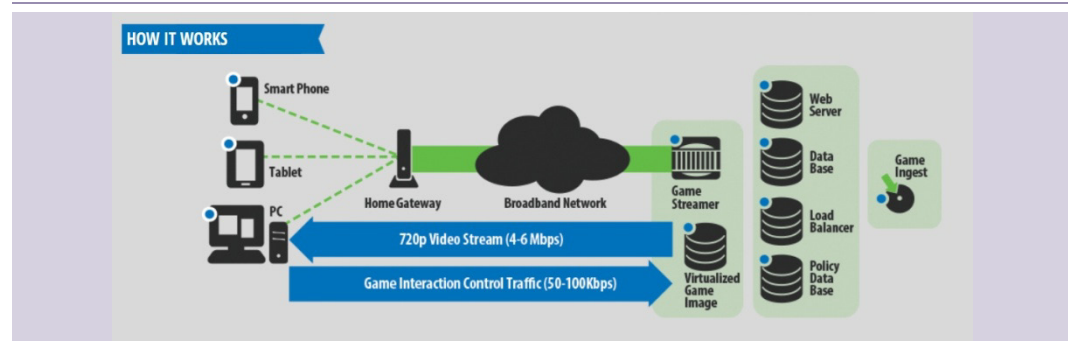 HOW IT WORKS
Smart Phone
Tablet
PC
Home Gateway
Broadband Network
720p Video Stream (4-6 Mbps)
Game Interaction Control Traffic (50-100Kbps)
Game
Streamer
Virtualized
Game
Image
Web
Server
Data
Base
Load
Balancer
Policy
Data
Base
Game
Ingest